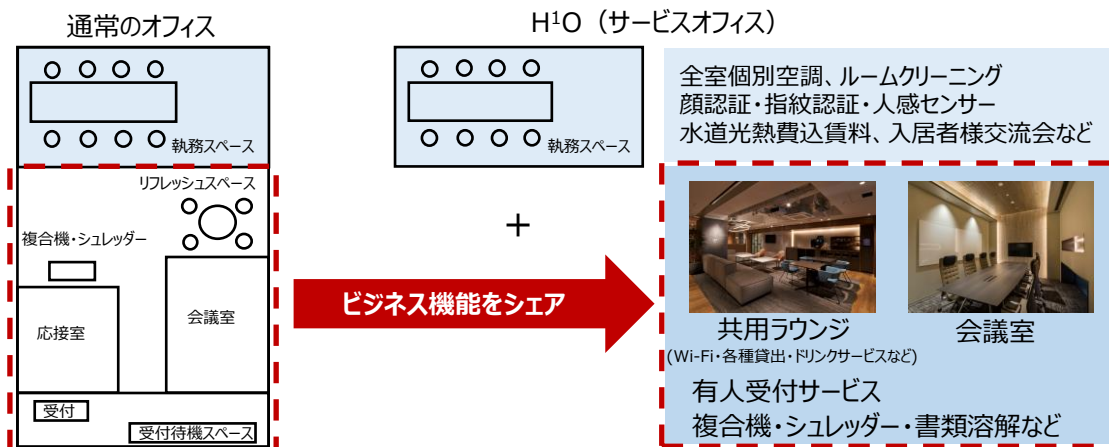 通常のオフィス
執務スペース
リフレッシュスペース
複合機・シュレッダー
応接室
会議室
受付
受付待機スペース
H¹O（サービスオフィス）
執務スペース
+
ビジネス機能をシェア
全室個別空調、ルームクリーニング
顔認証・指紋認証・人感センサー
水道光熱費込賃料、入居者様交流会など
共用ラウンジ
(Wi-Fi・各種貸出・ドリンクサービスなど)
会議室
有人受付サービス
複合機・シュレッダー・書類溶解など